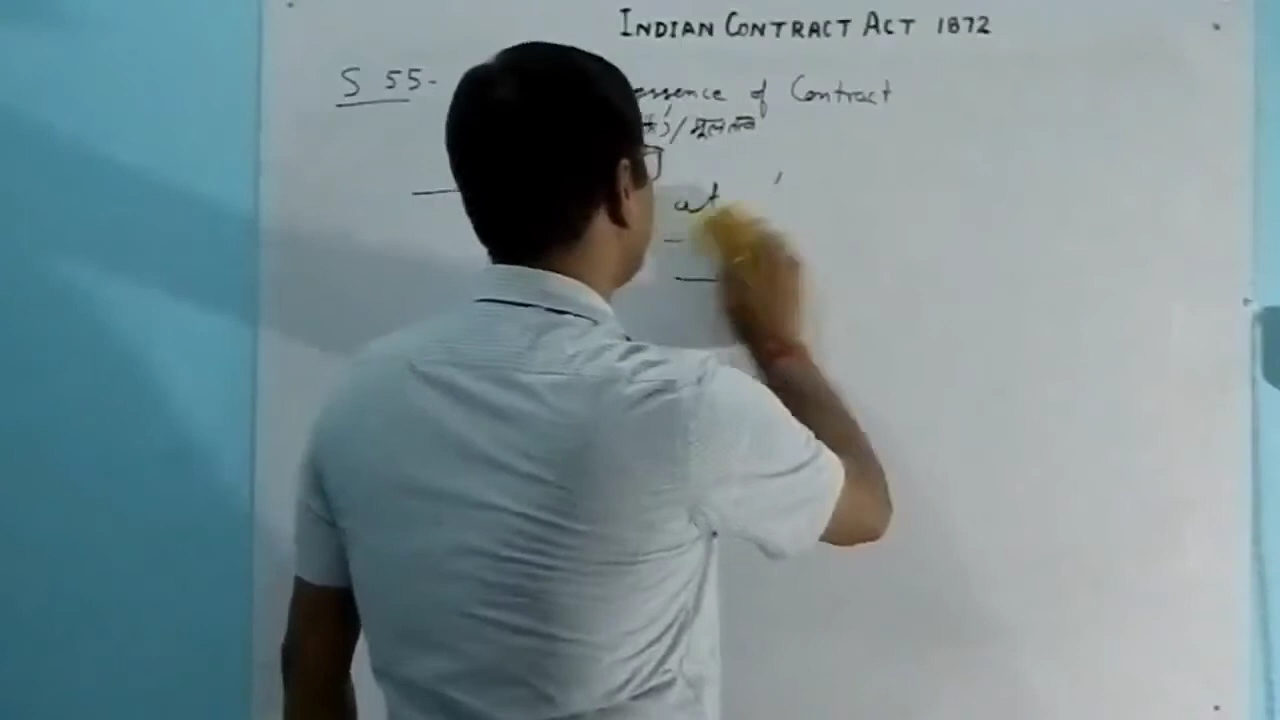 INDIAN CONTRACT ACT 1872
S 55- essence of Contract
/मूलतत्व
at